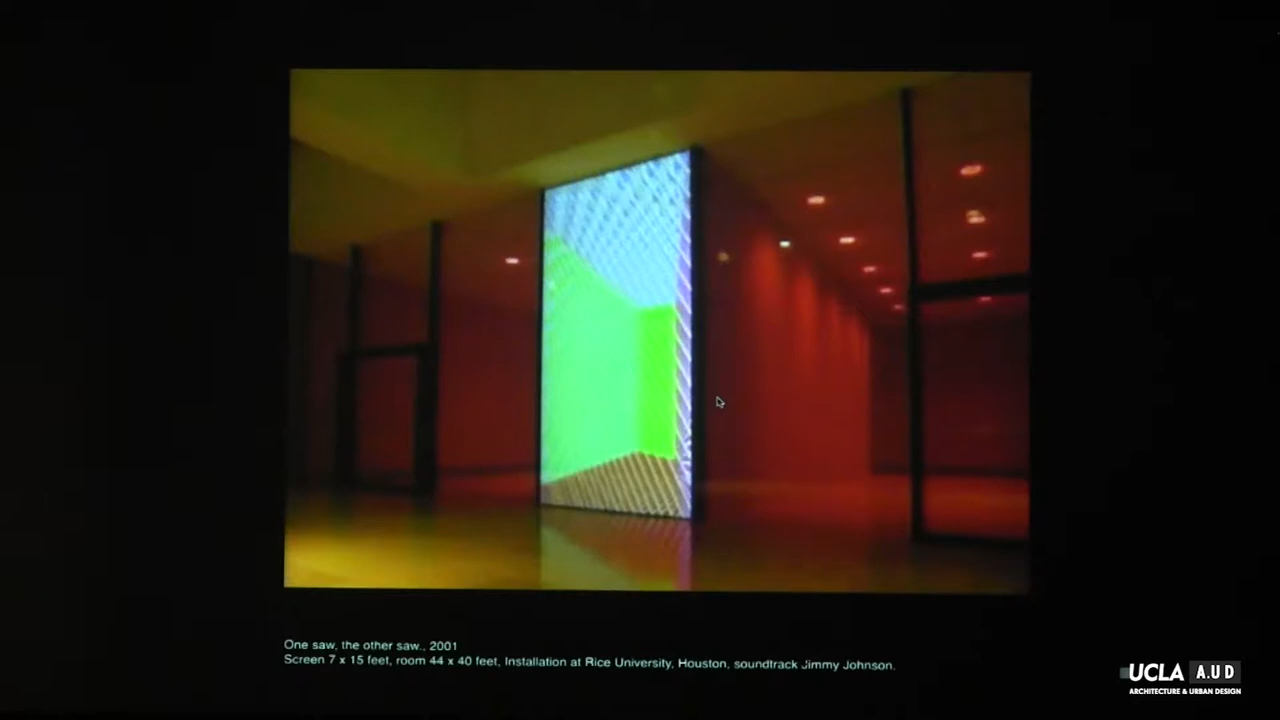 One saw, the other saw., 2001
Screen 7 x 15 feet, room 44 x 40 feet, Installation at Rice University, Houston, soundtrack Jimmy Johnson.
UCLA A.UD
ARCHITECTURE & URBAN DESIGN